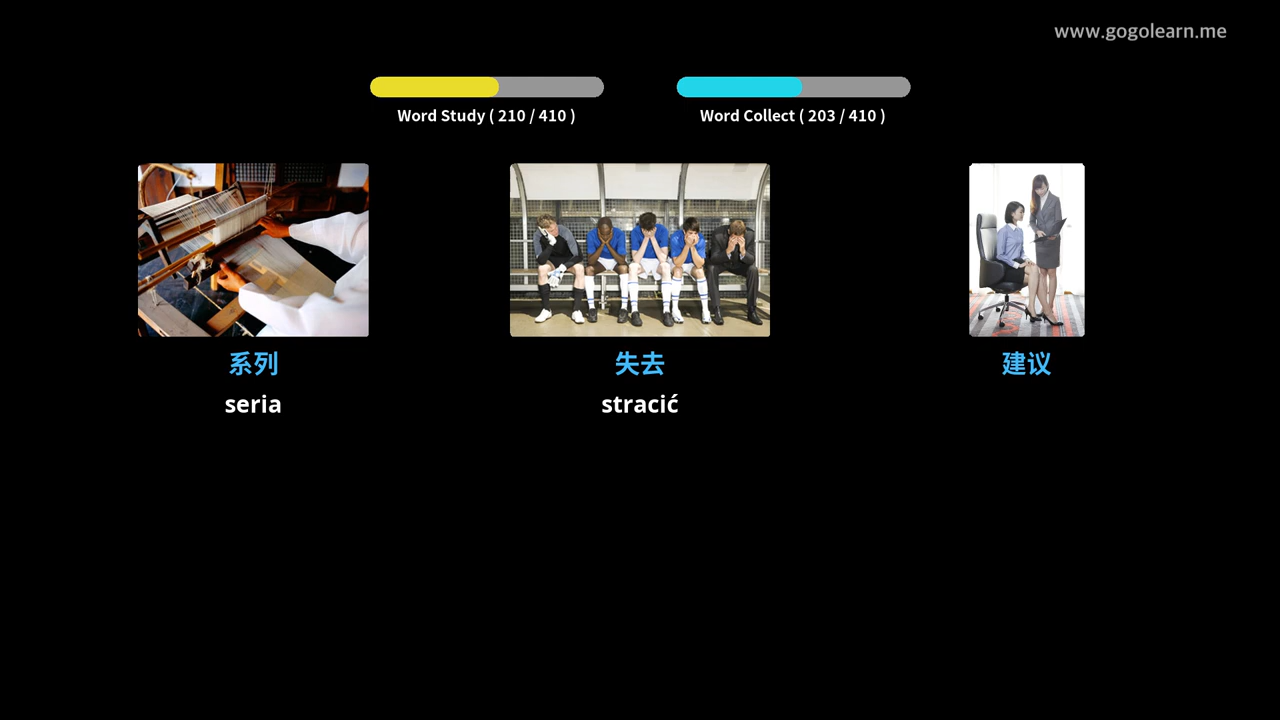 www.gogolearn.me
Word Study ( 210 / 410 )
Word Collect ( 203 / 410 )
系列
失去
建议
seria
stracić